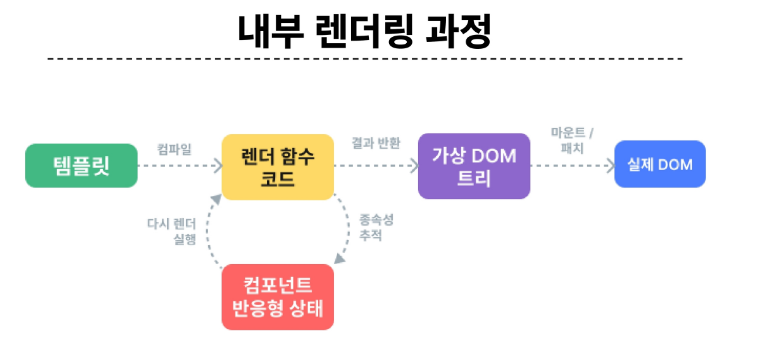 내부 렌더링 과정
템플릿
컴파일
렌더 함수
코드
결과 반환
가상 DOM
트리
마운트 /
패치
실제 DOM
다시 렌더
실행
종속성
추적
컴포넌트
반응형 상태